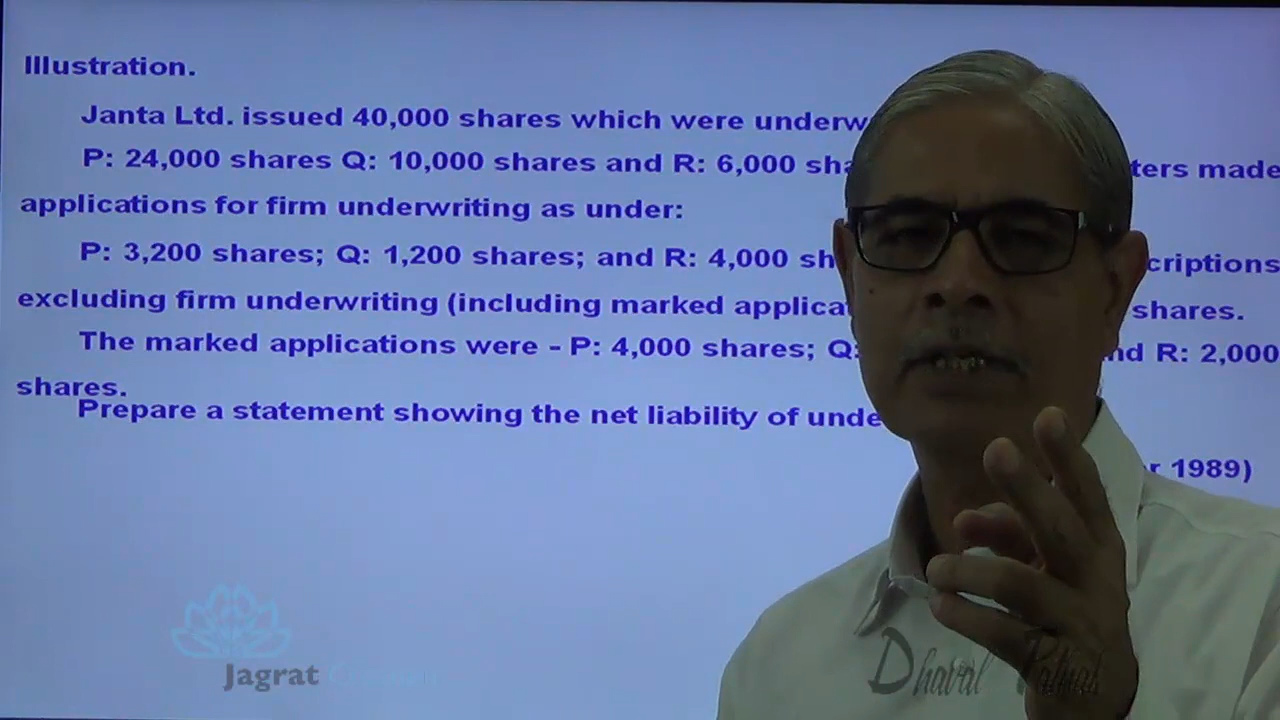 Illustration.
Janta Ltd. issued 40,000 shares which were underw
P: 24,000 shares Q: 10,000 shares and R: 6,000 sha ters made
applications for firm underwriting as under:
P: 3,200 shares; Q: 1,200 shares; and R: 4,000 sh criptions
excluding firm underwriting (including marked applica shares.
The marked applications were - P: 4,000 shares; Q: nd R: 2,000
shares.
Prepare a statement showing the net liability of unde
r 1989)
Jagrat
Dhaval Pathak